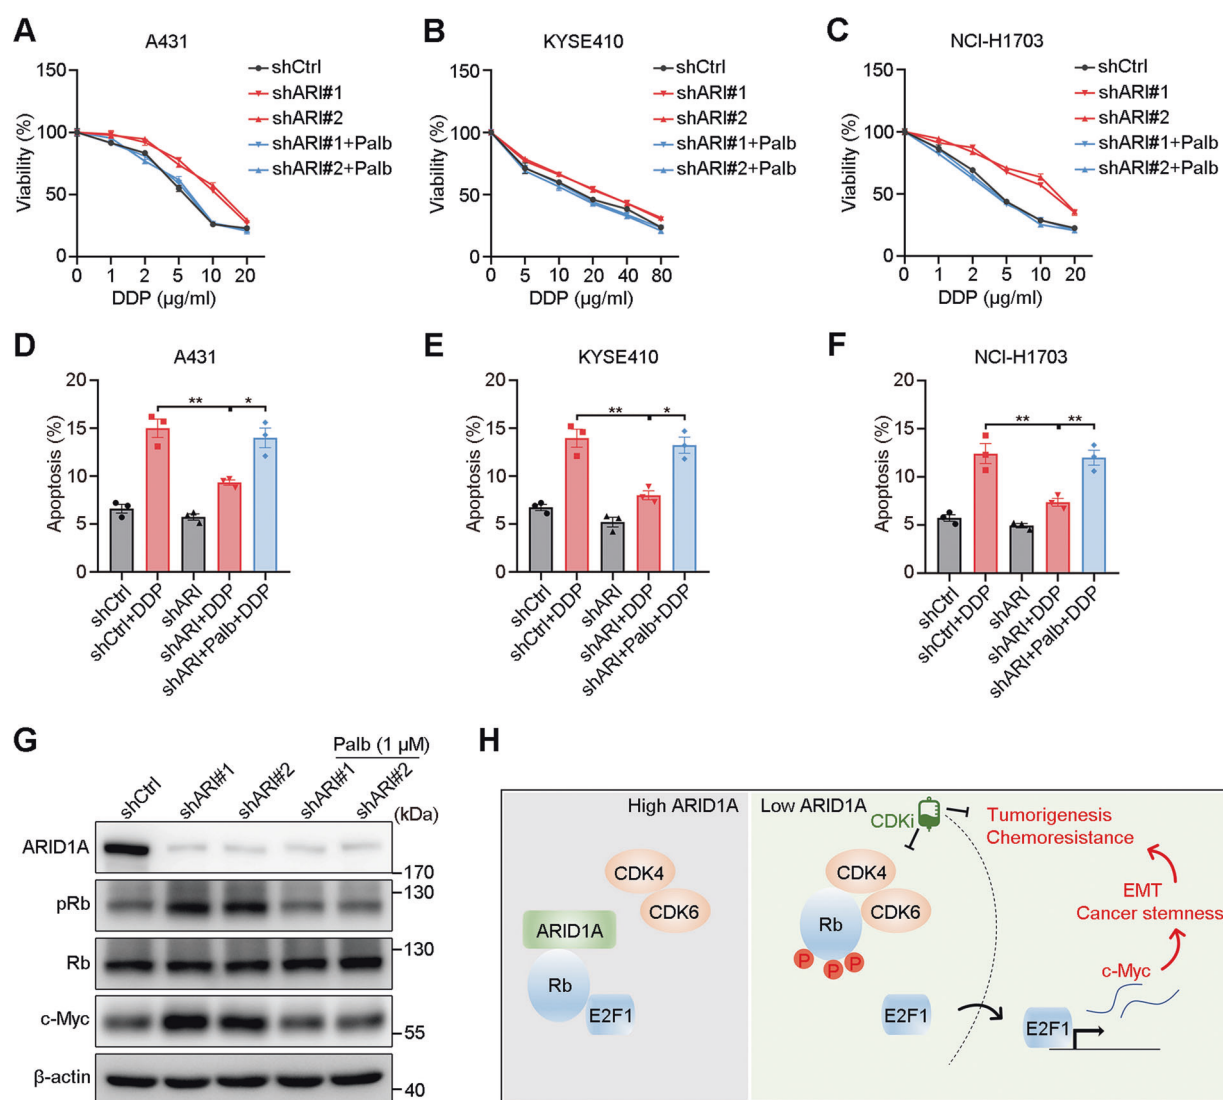 A
A431
Viability (%)
150
100
50
0
0 1 2 5 10 20
DDP (µg/ml)
shCtrl
shARI#1
shARI#2
shARI#1+Palb
shARI#2+Palb
B
KYSE410
Viability (%)
150
100
50
0
0 5 10 20 40 80
DDP (µg/ml)
shCtrl
shARI#1
shARI#2
shARI#1+Palb
shARI#2+Palb
C
NCI-H1703
Viability (%)
150
100
50
0
0 1 2 5 10 20
DDP (µg/ml)
shCtrl
shARI#1
shARI#2
shARI#1+Palb
shARI#2+Palb
D
A431
Apoptosis (%)
20
15
10
5
0
** *
shCtrl
shCtrl+DDP
shARI
shARI+DDP
shARI+Palb+DDP
E
KYSE410
Apoptosis (%)
20
15
10
5
0
** *
shCtrl
shCtrl+DDP
shARI
shARI+DDP
shARI+Palb+DDP
F
NCI-H1703
Apoptosis (%)
20
15
10
5
0
** **
shCtrl
shCtrl+DDP
shARI
shARI+DDP
shARI+Palb+DDP
G
Palb (1 µM)
shCtrl
shARI#1
shARI#2
shARI#1
shARI#2
(kDa)
ARID1A
170
130
pRb
130
Rb
c-Myc
55
β-actin
40
H
High ARID1A
CDK4
CDK6
ARID1A
Rb
E2F1
Low ARID1A
CDKi
Tumorigenesis
Chemoresistance
CDK4
CDK6
Rb
P P P
EMT
Cancer stemness
c-Myc
E2F1
E2F1